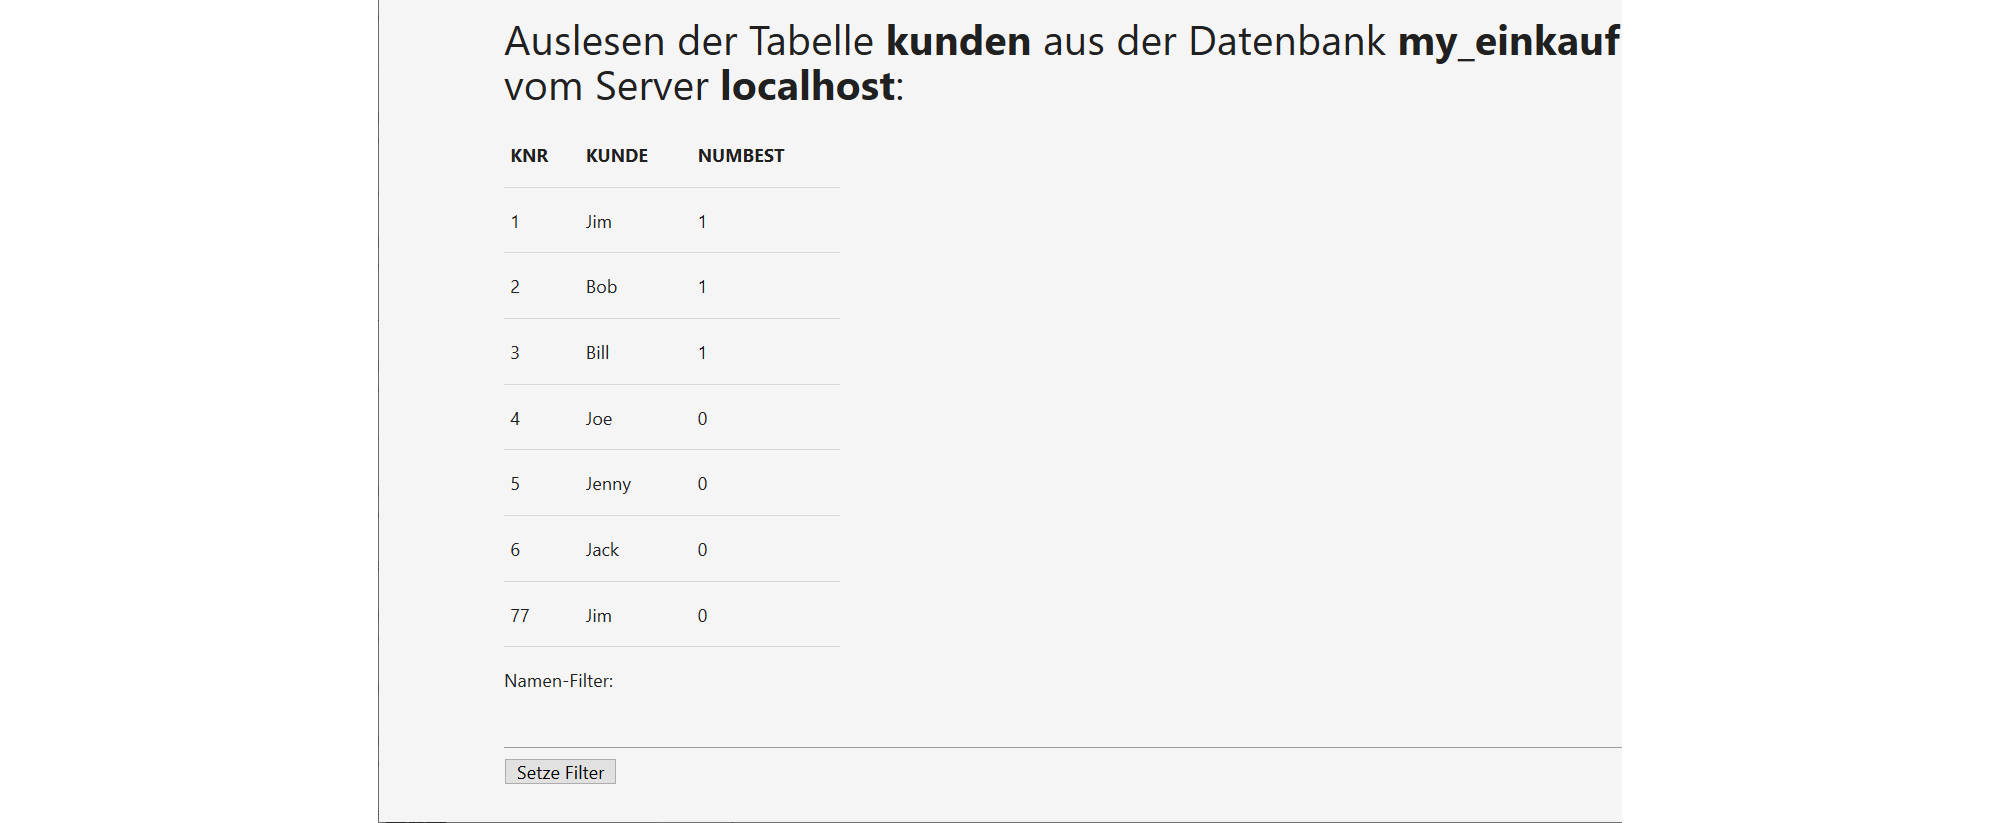 Auslesen der Tabelle kunden aus der Datenbank my_einkauf
vom Server localhost:
KNR KUNDE NUMBEST
1 Jim 1
2 Bob 1
3 Bill 1
4 Joe 0
5 Jenny 0
6 Jack 0
77 Jim 0
Namen-Filter:
Setze Filter